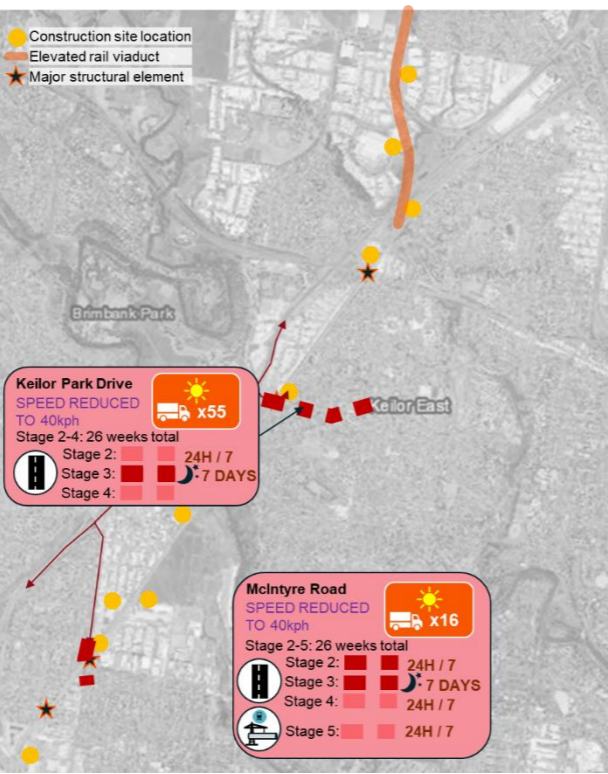 Construction site location
Elevated rail viaduct
Major structural element
Brimbank Park
Keilor East
Keilor Park Drive
SPEED REDUCED
TO 40kph
x55
Stage 2-4: 26 weeks total
Stage 2:
24H / 7
Stage 3:
7 DAYS
Stage 4:
McIntyre Road
SPEED REDUCED
TO 40kph
x16
Stage 2-5: 26 weeks total
Stage 2:
24H / 7
Stage 3:
7 DAYS
Stage 4:
24H / 7
Stage 5:
24H / 7